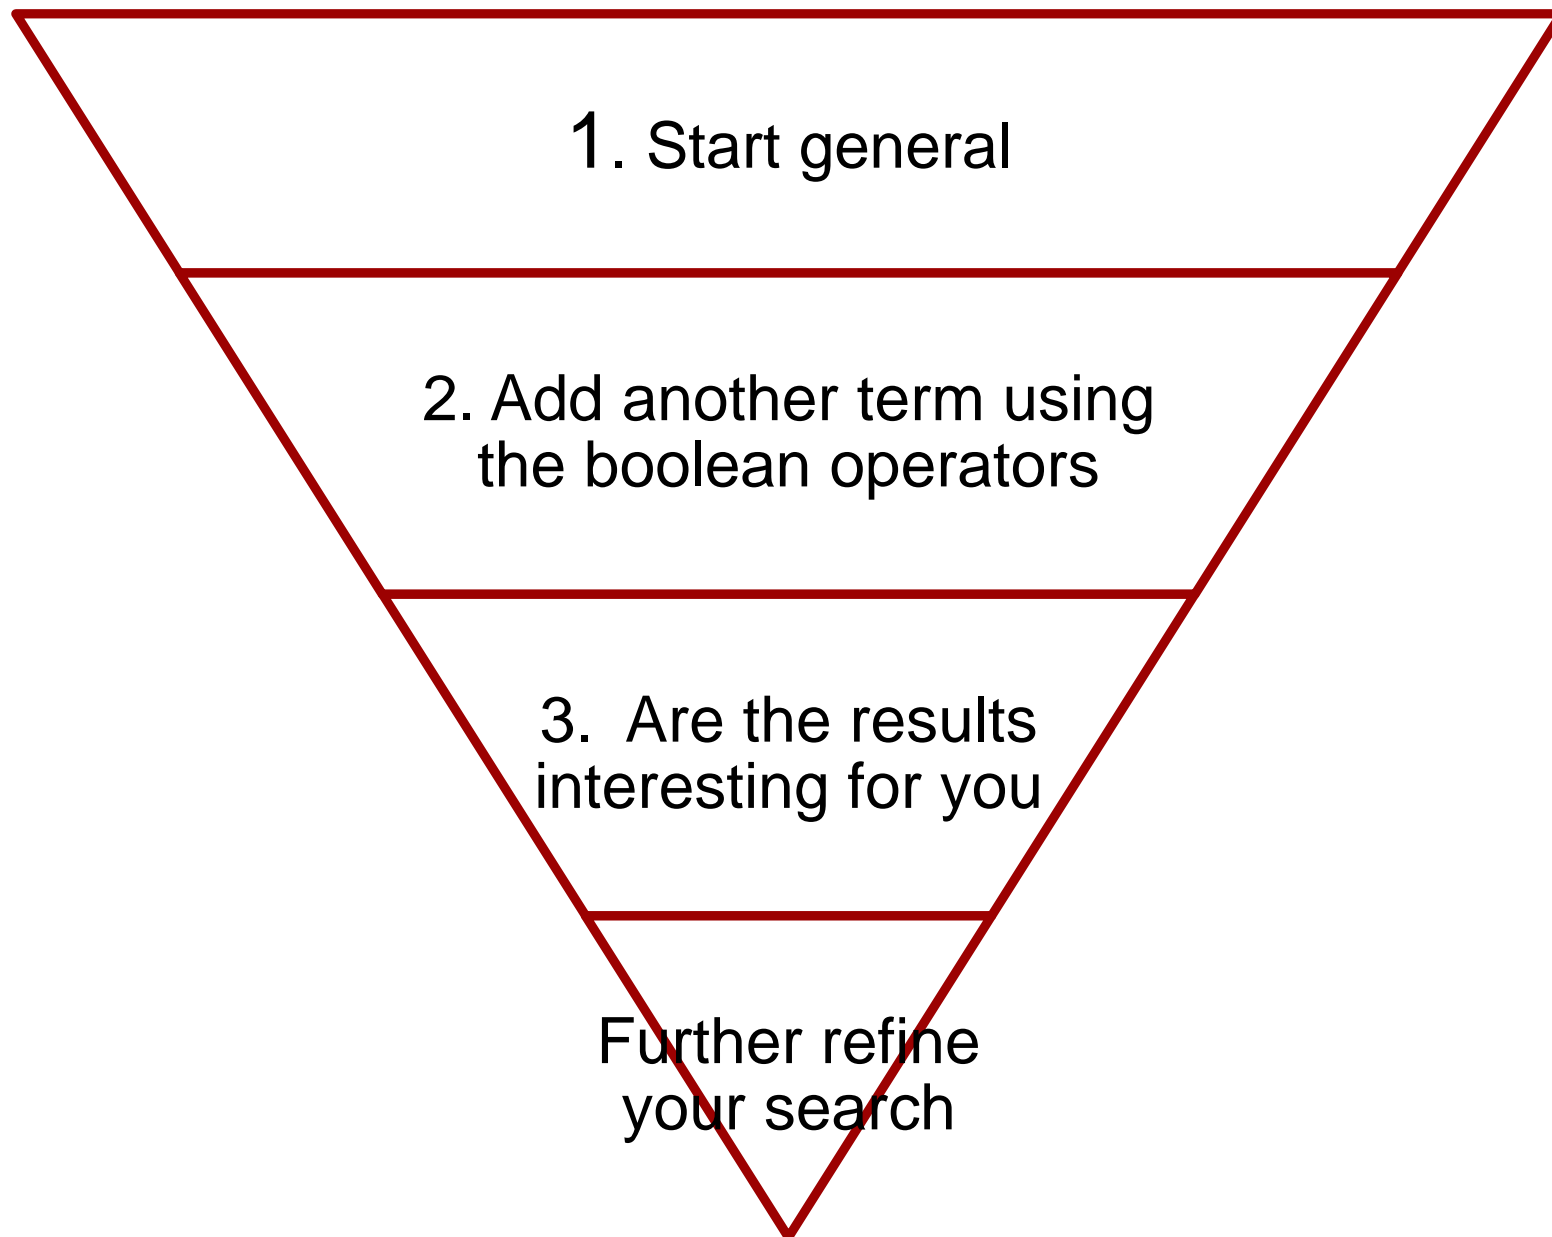 1. Start general
2. Add another term using
the boolean operators
3.  Are the results
interesting for you
Further refine
your search